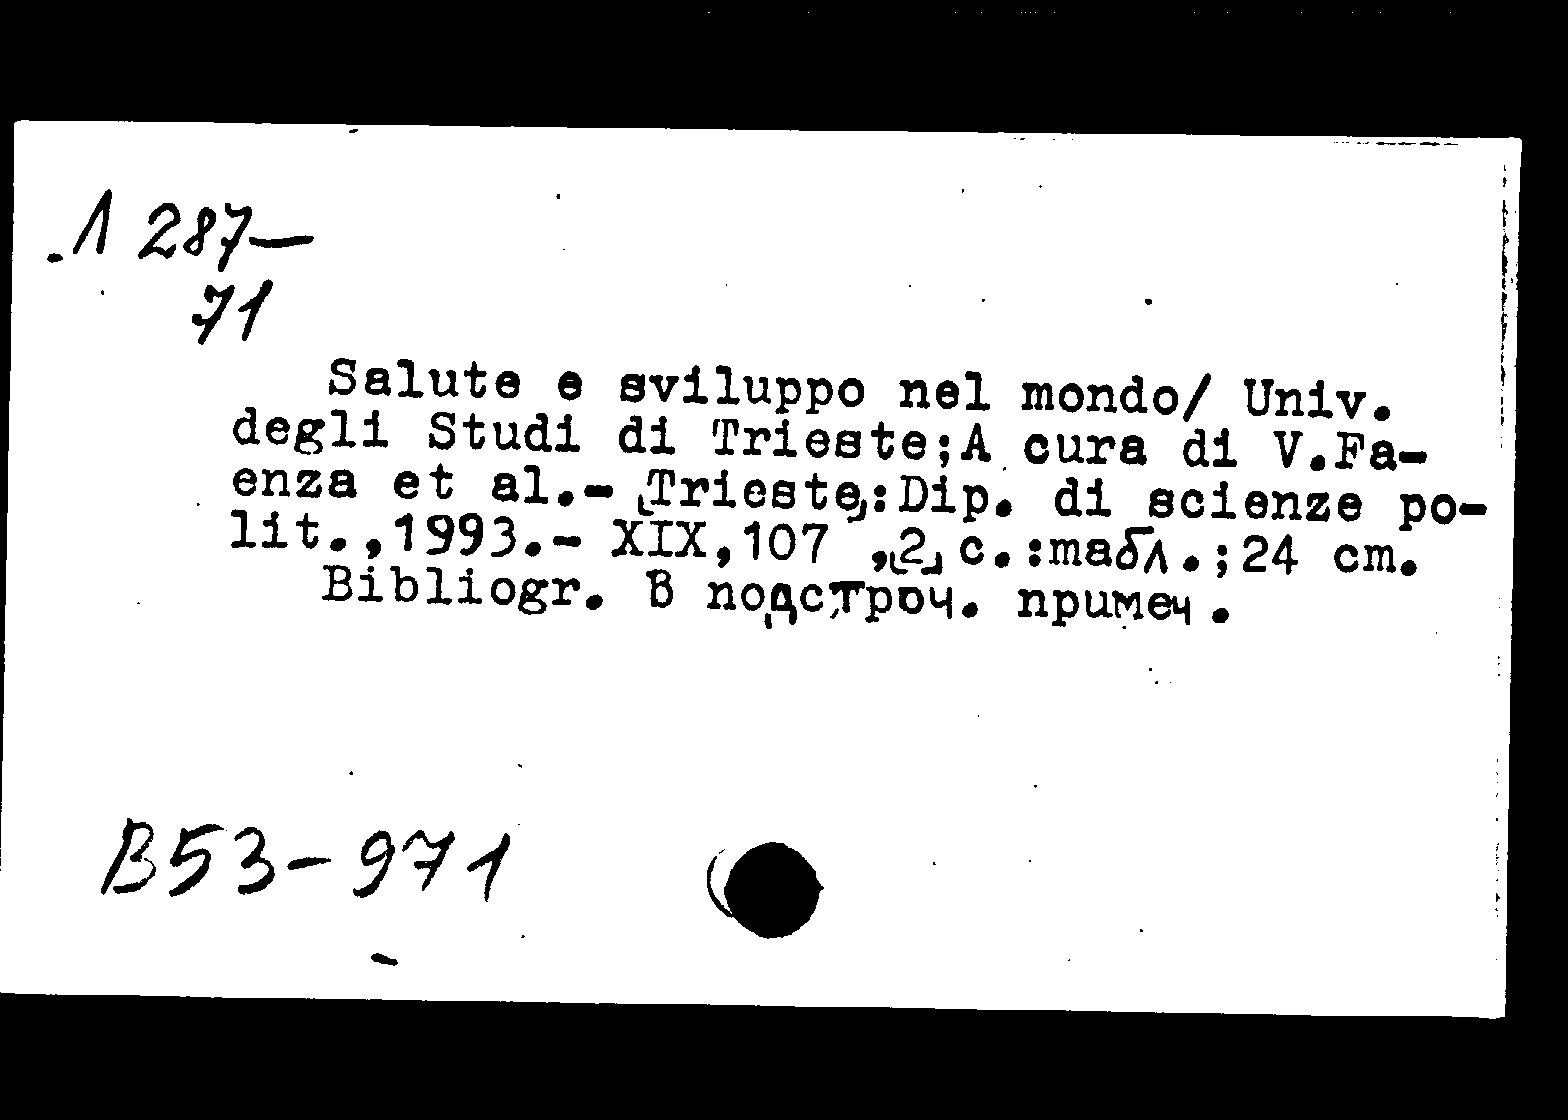 Л 287—
71
Salute e sviluppo nel mondo/ Univ.
degli Studi di Trieste;A cura di V.Fa-
enza et al.- [Trieste]:Dip. di scienze po-
lit.,1993.- XIX,107 ,[2] c.:табл.;24 cm.
Bibliogr. В подстроч. примеч.
B53-971